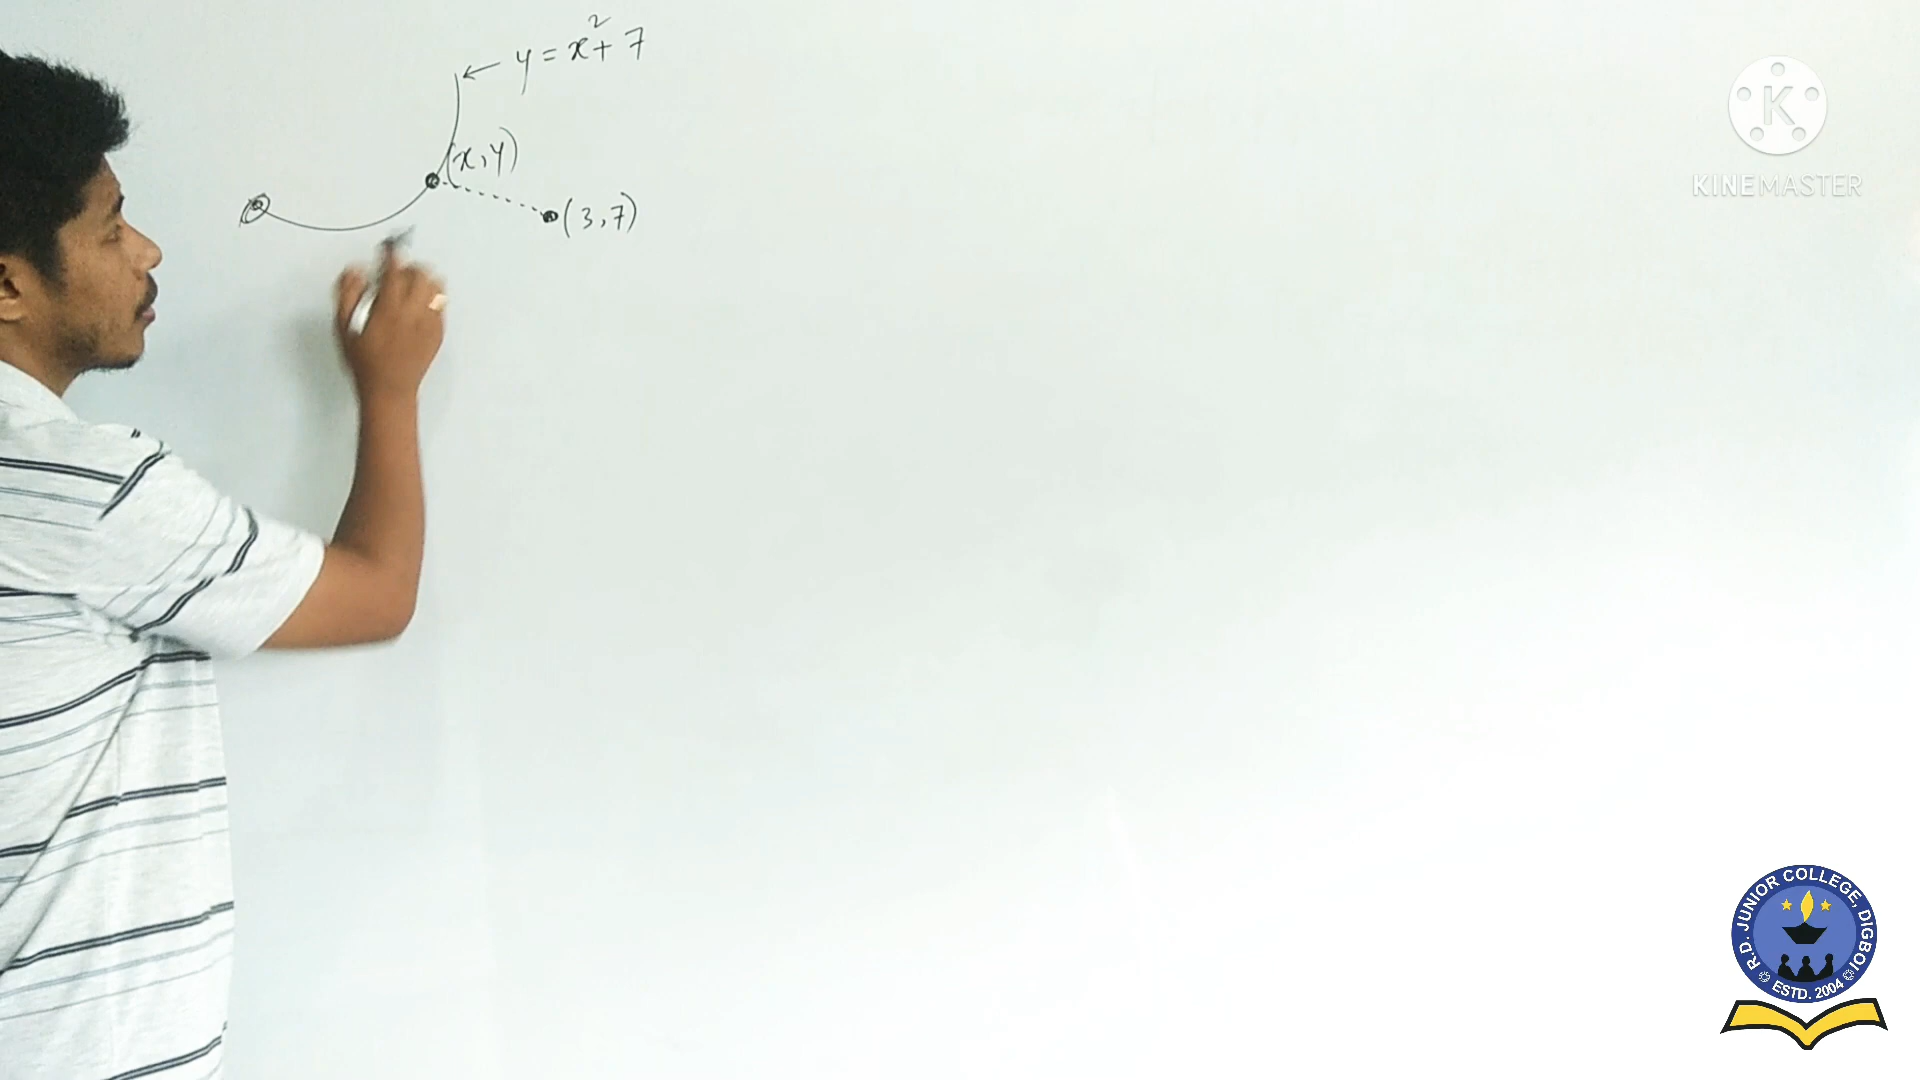 y = x² + 7
(x, y)
(3, 7)
KINEMASTER
R.D. JUNIOR COLLEGE, DIGBOI
ESTD. 2004